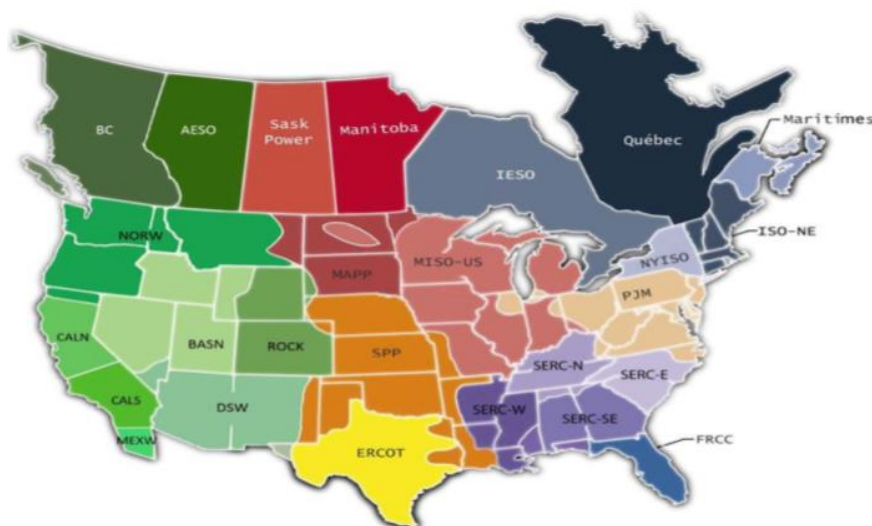 BC
AESO
Sask
Power
Manitoba
IESO
Québec
Maritimes
NORW
MAPP
MISO-US
NYISO
ISO-NE
PJM
CALN
BASN
ROCK
SPP
SERC-N
SERC-E
CALS
DSW
SERC-W
SERC-SE
MEXW
ERCOT
FRCC